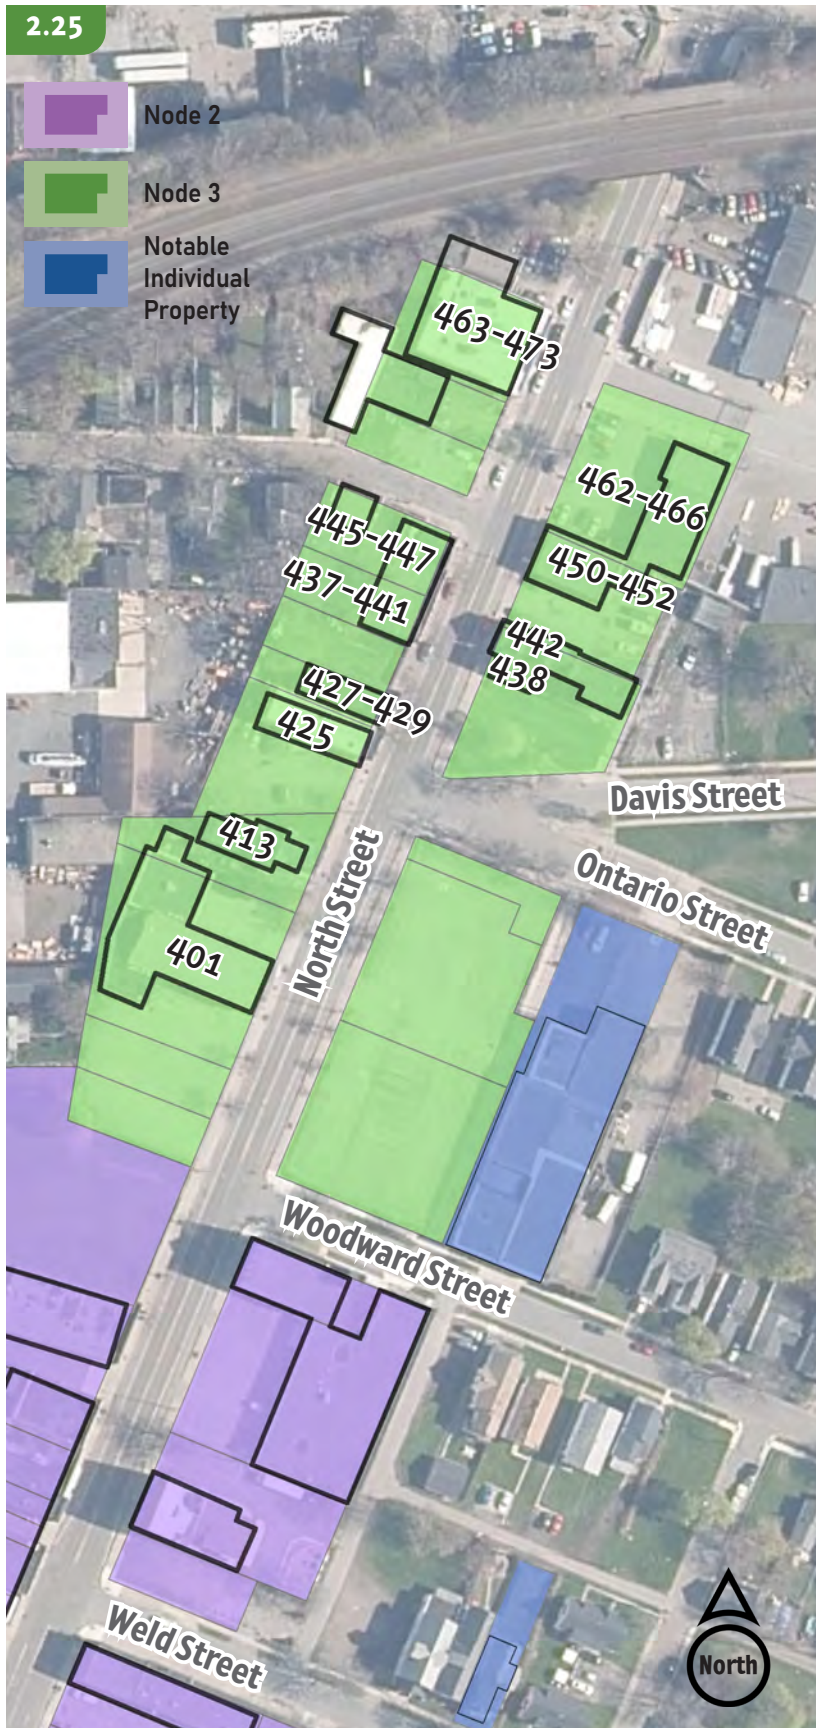 2.25
Node 2
Node 3
Notable
Individual
Property
463-473
462-466
445-447
450-452
437-441
442
438
427-429
425
Davis Street
413
Ontario Street
North Street
401
Woodward Street
Weld Street
North